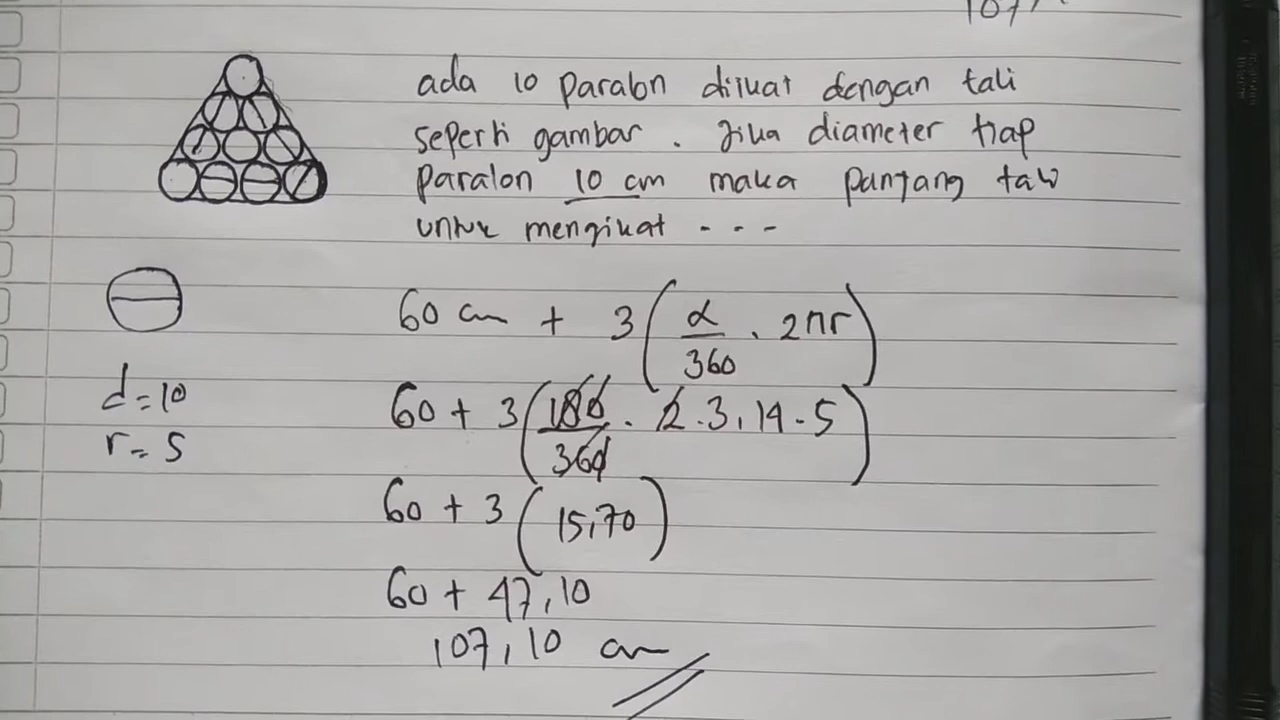 107,
ada 10 paralon diikat dengan tali
seperti gambar. Jika diameter tiap
paralon 10 cm maka panjang tali
untuk mengikat ...
60 cm + 3 (α/360 . 2πr)
d = 10
r = 5
60 + 3 (180/360 . 2.3,14.5)
60 + 3 (15,70)
60 + 47,10
107,10 cm